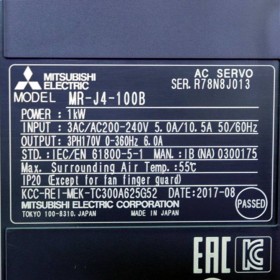 MITSUBISHI ELECTRIC
AC SERVO
SER. R78N8J013
MODEL MR-J4-100B
POWER : 1kW
INPUT : 3AC/AC200-240V 5.0A/10.5A 50/60Hz
OUTPUT: 3PH170V 0-360Hz 6.0A
STD.: IEC/EN 61800-5-1 MAN.: IB(NA)0300175
Max. Surrounding Air Temp.: 55℃
IP20 (Except for fan finger guard)
KCC-REI-MEK-TC300A625G52 DATE:2017-08
MITSUBISHI ELECTRIC CORPORATION
TOKYO 100-8310, JAPAN MADE IN JAPAN
PASSED
EAC